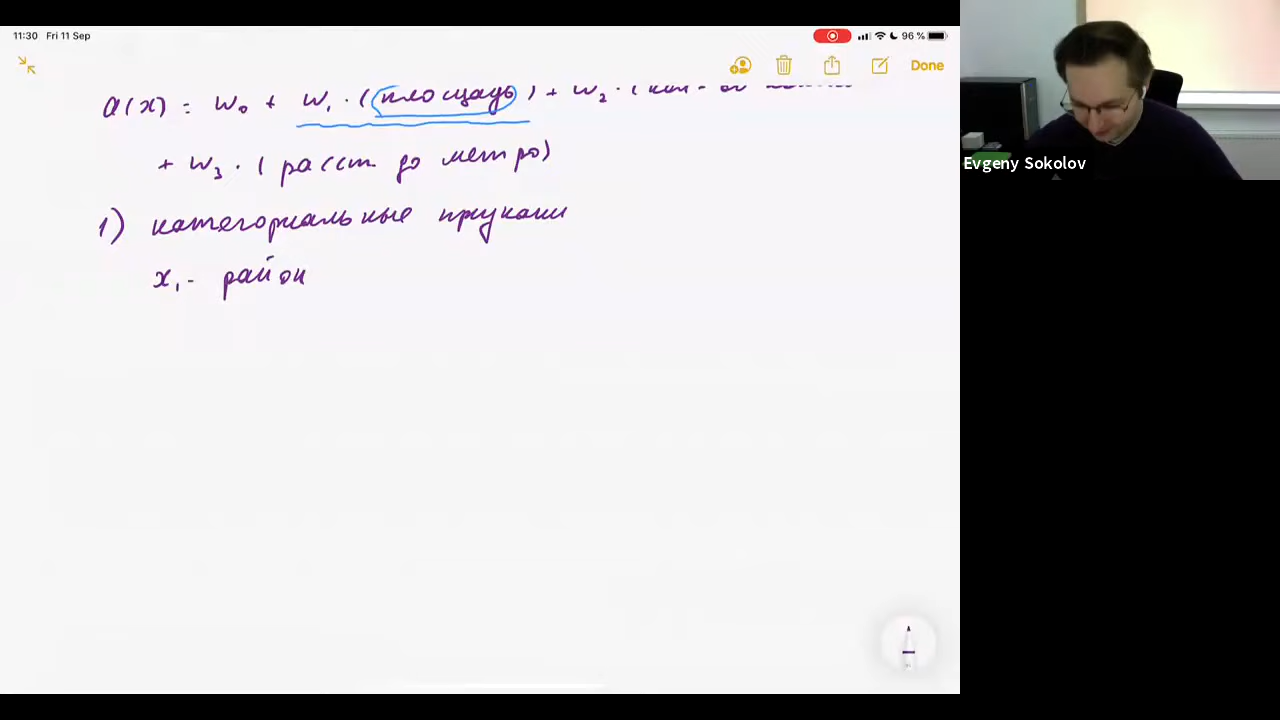 11:30 Fri 11 Sep
96 %
Done
a(x) = w₀ + w₁ · (площадь) + w₂ · (
+ w₃ · (расст до метро)
1) категориальные признаки
x₁ - район
Evgeny Sokolov